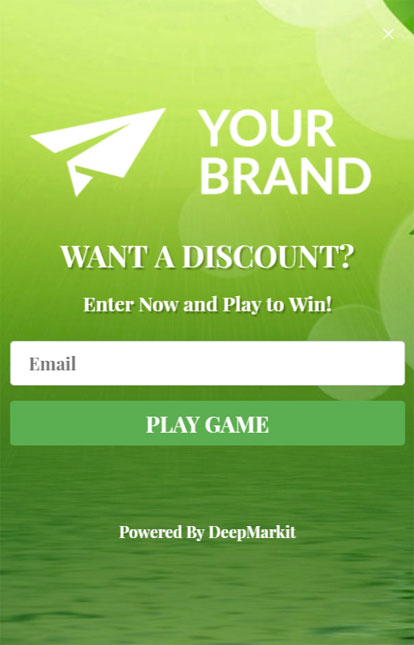 YOUR
BRAND
WANT A DISCOUNT?
Enter Now and Play to Win!
Email
PLAY GAME
Powered By DeepMarkit